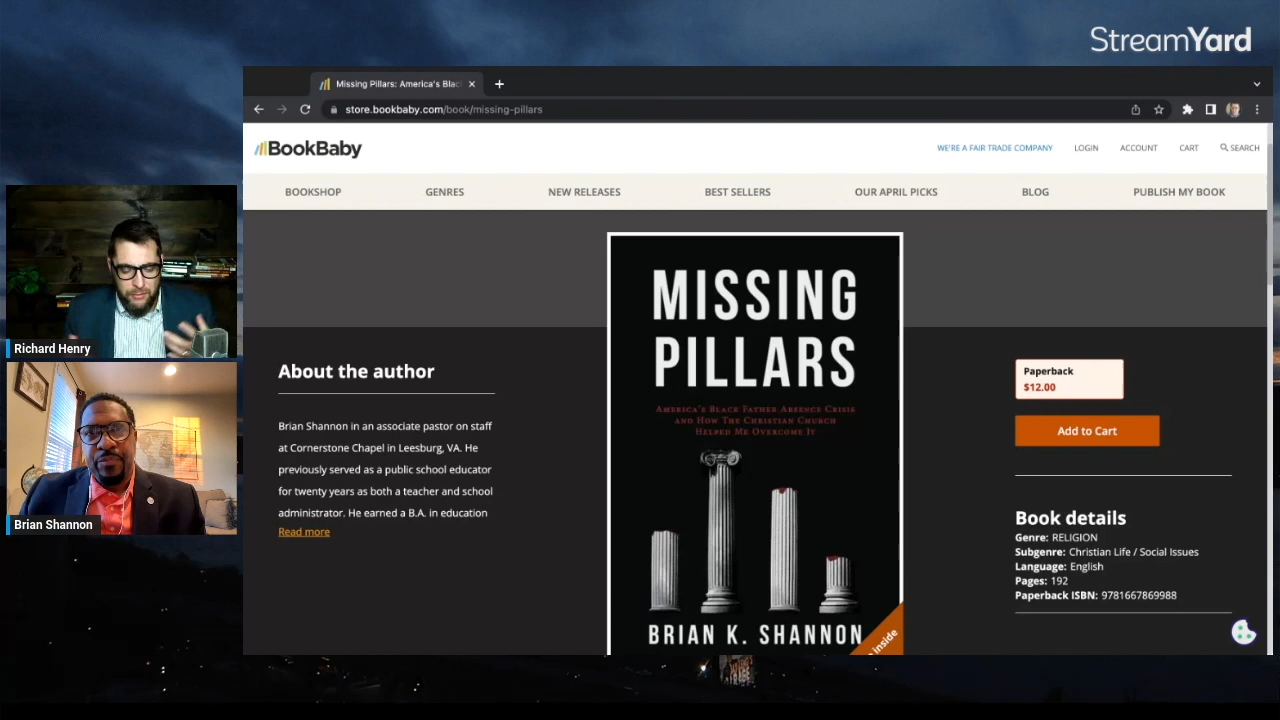 StreamYard
Missing Pillars: America's Blac
store.bookbaby.com/book/missing-pillars
BookBaby
WE'RE A FAIR TRADE COMPANY
LOGIN
ACCOUNT
CART
SEARCH
BOOKSHOP
GENRES
NEW RELEASES
BEST SELLERS
OUR APRIL PICKS
BLOG
PUBLISH MY BOOK
Richard Henry
Brian Shannon
About the author
Brian Shannon in an associate pastor on staff
at Cornerstone Chapel in Leesburg, VA. He
previously served as a public school educator
for twenty years as both a teacher and school
administrator. He earned a B.A. in education
Read more
MISSING
PILLARS
AMERICA'S BLACK FATHER ABSENCE CRISIS
AND HOW THE CHRISTIAN CHURCH
HELPED ME OVERCOME IT
BRIAN K. SHANNON
Inside
Paperback
$12.00
Add to Cart
Book details
Genre: RELIGION
Subgenre: Christian Life / Social Issues
Language: English
Pages: 192
Paperback ISBN: 9781667869988